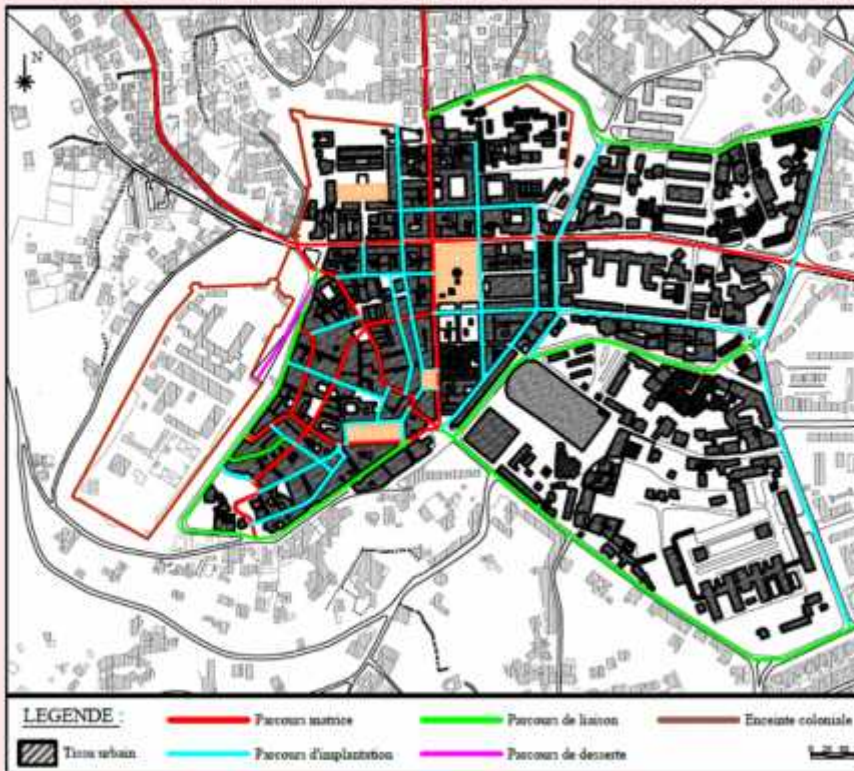 N
LEGENDE :
Parcours matrice
Parcours de liaison
Enceinte coloniale
Tissu urbain
Parcours d'implantation
Parcours de desserte